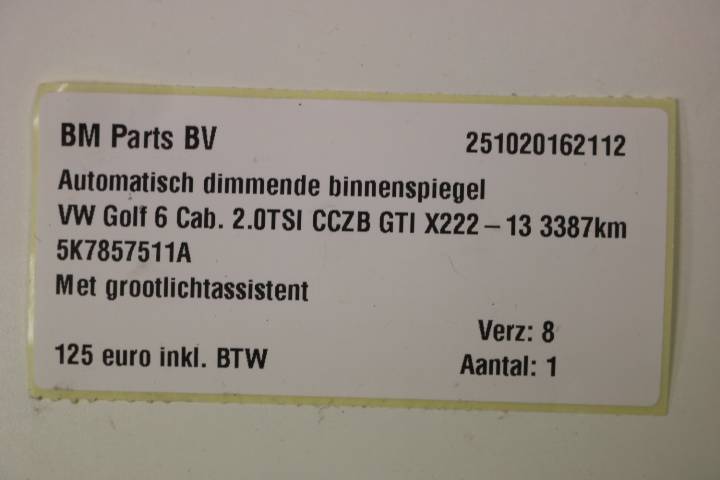 BM Parts BV 251020162112
Automatisch dimmende binnenspiegel
VW Golf 6 Cab. 2.0TSI CCZB GTI X222 – 13 3387km
5K7857511A
Met grootlichtassistent
Verz: 8
125 euro inkl. BTW Aantal: 1